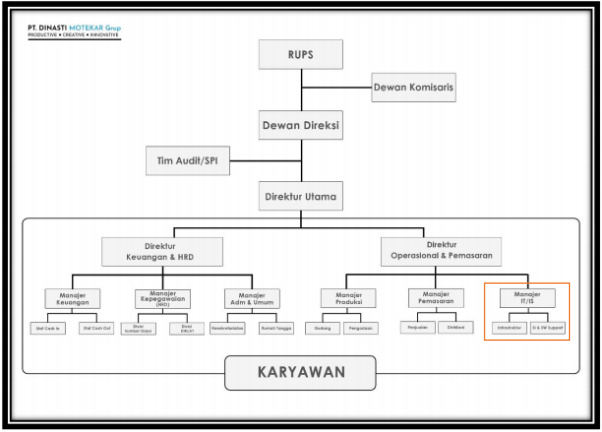 PT. DINASTI MOTEKAR Grup
PRODUCTIVE • CREATIVE • INNOVATIVE
RUPS
Dewan Komisaris
Dewan Direksi
Tim Audit/SPI
Direktur Utama
Direktur
Keuangan & HRD
Direktur
Operasional & Pemasaran
Manajer
Keuangan
Manajer
Kepegawaian
(HRD)
Manajer
Adm & Umum
Manajer
Produksi
Manajer
Pemasaran
Manajer
IT/IS
Staf Cash In
Staf Cash Out
Divisi
Sumber Daya
Divisi
DIKLAT
Kesekretariatan
Rumah Tangga
Gudang
Pengadaan
Penjualan
Distribusi
Infrastruktur
SI & SW Support
KARYAWAN